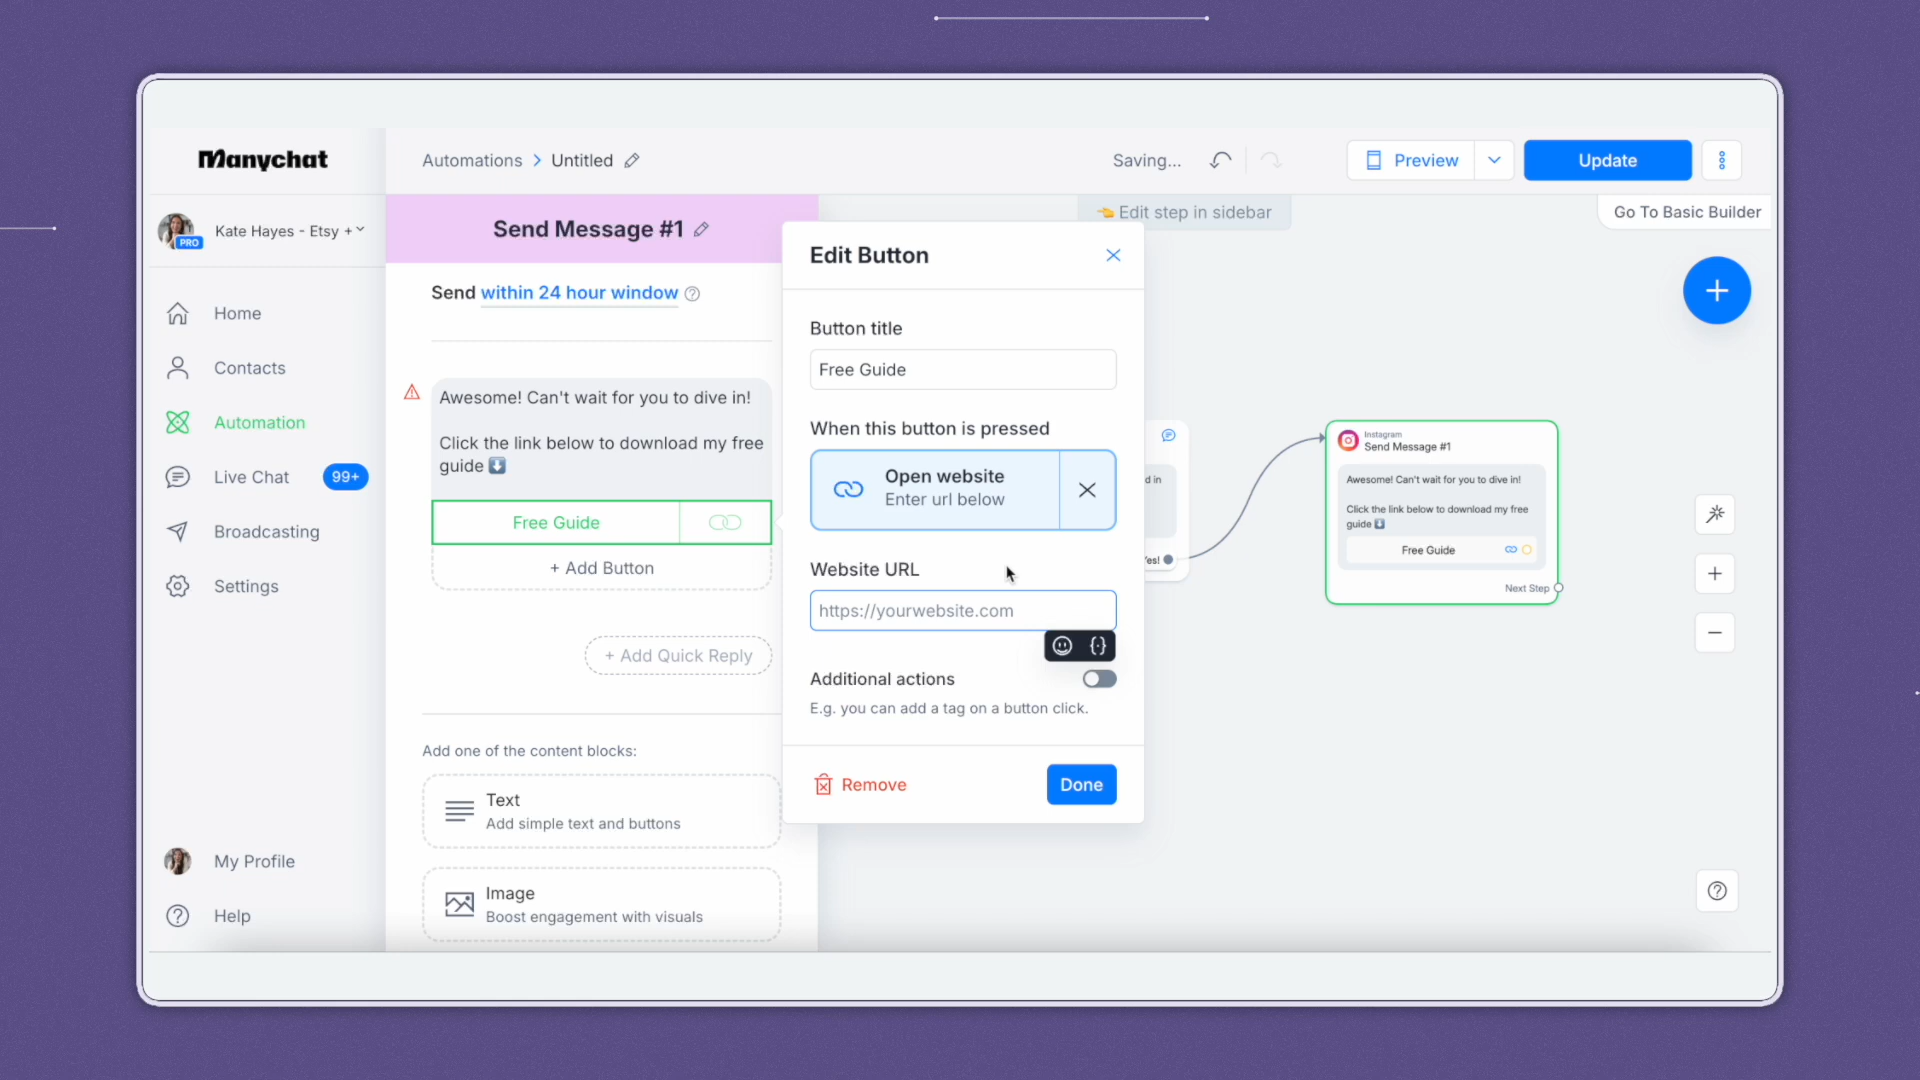 Manychat
Automations > Untitled
Saving...
Preview
Update
PRO
Kate Hayes - Etsy +
Send Message #1
Edit step in sidebar
Go To Basic Builder
Home
Contacts
Automation
Live Chat
99+
Broadcasting
Settings
My Profile
Help
Send within 24 hour window
Awesome! Can't wait for you to dive in!
Click the link below to download my free
guide ⬇️
Free Guide
+ Add Button
+ Add Quick Reply
Add one of the content blocks:
Text
Add simple text and buttons
Image
Boost engagement with visuals
Edit Button
Button title
Free Guide
When this button is pressed
Open website
Enter url below
Website URL
https://yourwebsite.com
Additional actions
E.g. you can add a tag on a button click.
Remove
Done
d in
Yes!
Instagram
Send Message #1
Awesome! Can't wait for you to dive in!
Click the link below to download my free
guide ⬇️
Free Guide
Next Step